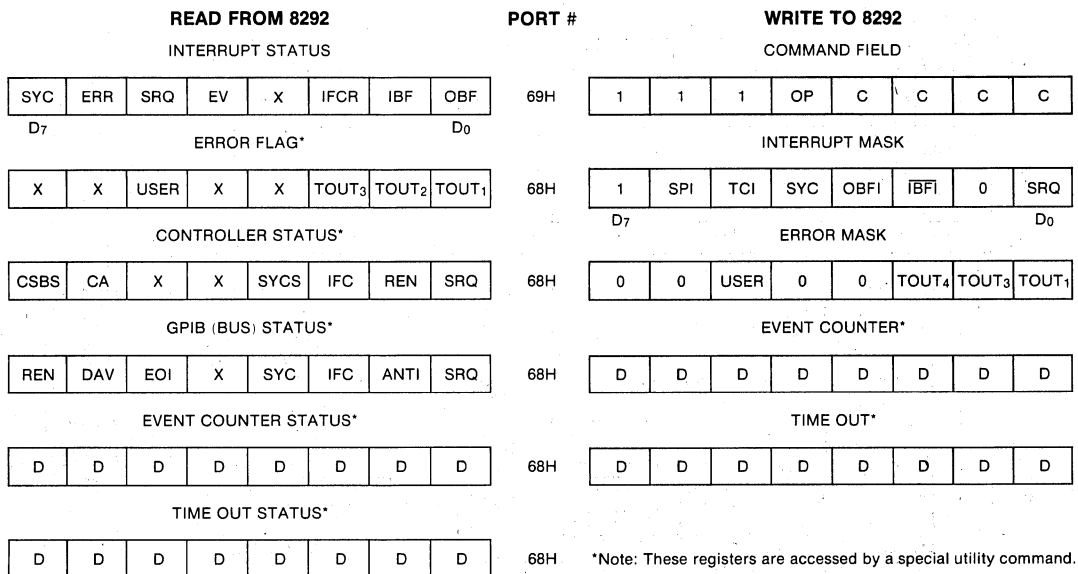 READ FROM 8292 PORT # WRITE TO 8292
INTERRUPT STATUS COMMAND FIELD
SYC ERR SRQ EV X IFCR IBF OBF 69H 1 1 1 OP C C C C
D7 D0
ERROR FLAG* INTERRUPT MASK
X X USER X X TOUT3 TOUT2 TOUT1 68H 1 SPI TCI SYC OBFI IBFI 0 SRQ
D7 D0
CONTROLLER STATUS* ERROR MASK
CSBS CA X X SYCS IFC REN SRQ 68H 0 0 USER 0 0 TOUT4 TOUT3 TOUT1
GPIB (BUS) STATUS* EVENT COUNTER*
REN DAV EOI X SYC IFC ANTI SRQ 68H D D D D D D D D
EVENT COUNTER STATUS* TIME OUT*
D D D D D D D D 68H D D D D D D D D
TIME OUT STATUS*
D D D D D D D D 68H *Note: These registers are accessed by a special utility command.